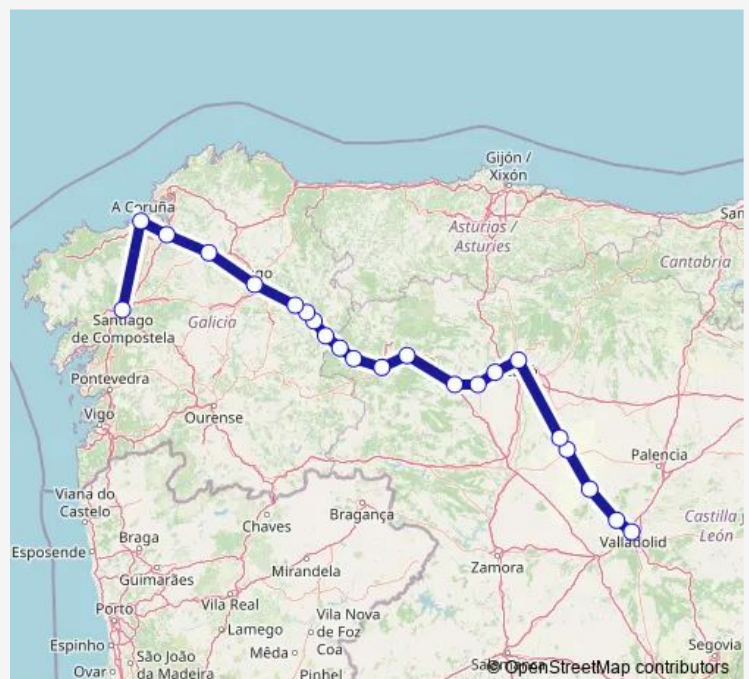 Gijón /
Xixón
A Coruña
San
Asturias /
Asturies
Cantabria
go
Santiago
de Compostela
Galicia
Pontevedra
Vigo
Ourense
Palencia
Viana do
Castelo
Bragança
Chaves
Castilla y
León
Valladolid
Esposende
Braga
Guimarães
Mirandela
Zamora
Vila Real
Porto
Vila Nova
de Foz
Coa
Lamego
Espinho
Mêda
São João
da Madeira
Segovia
Ovar
Pinhel
Salamanca
© OpenStreetMap contributors